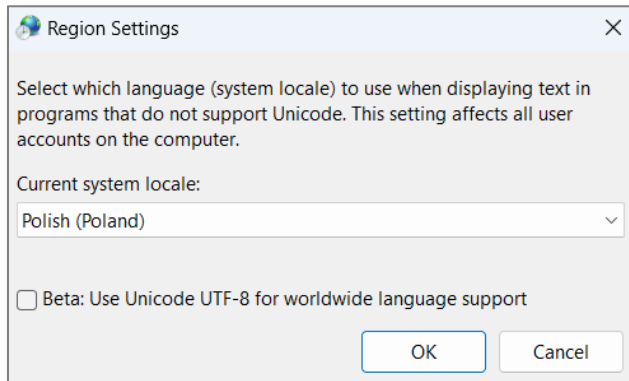 Region Settings
Select which language (system locale) to use when displaying text in
programs that do not support Unicode. This setting affects all user
accounts on the computer.
Current system locale:
Polish (Poland)
Beta: Use Unicode UTF-8 for worldwide language support
OK Cancel